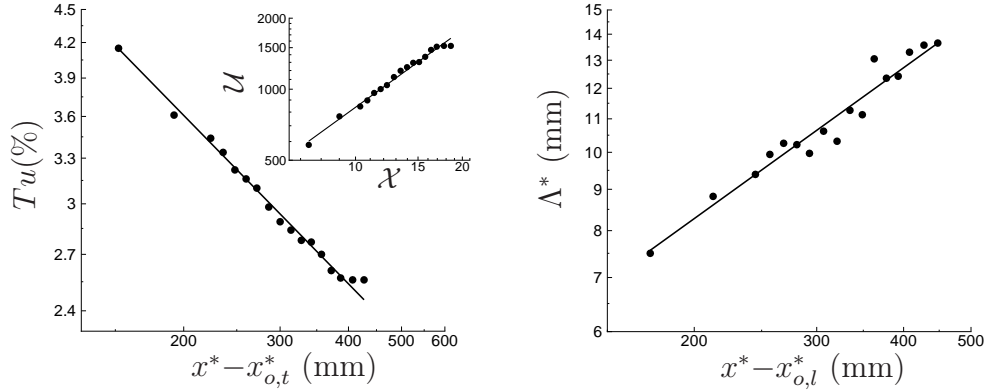 4.5
4.2
3.9
3.6
3.3
3
2.7
2.4
Tu(%)
200 300 400 500 600
x* − x*o,t (mm)
2000
1500
1000
500
𝒰
10 15 20
𝒳
15
14
13
12
11
10
9
8
7
6
Λ* (mm)
200 300 400 500
x* − x*o,l (mm)